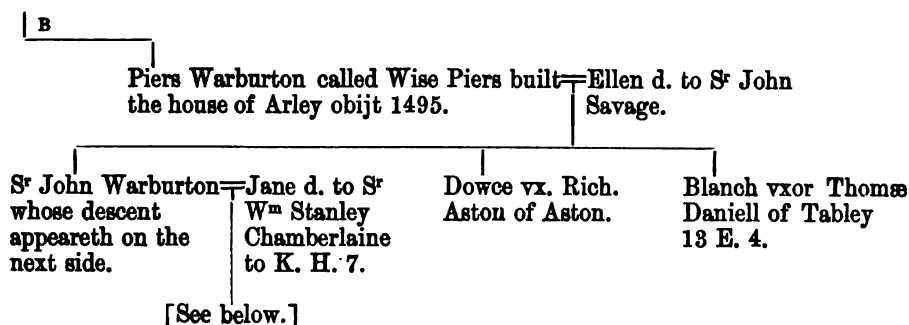 B
Piers Warburton called Wise Piers built=Ellen d. to Sʳ John
the house of Arley obijt 1495. Savage.
Sʳ John Warburton=Jane d. to Sʳ Dowce vx. Rich. Blanch vxor Thomæ
whose descent Wᵐ Stanley Aston of Aston. Daniell of Tabley
appeareth on the Chamberlaine 13 E. 4.
next side. to K. H. 7.
[See below.]